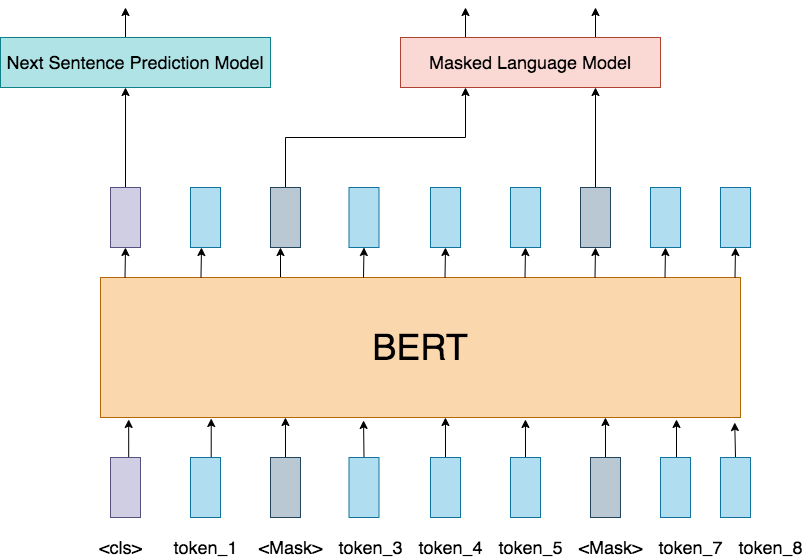 Next Sentence Prediction Model
Masked Language Model
BERT
<cls> token_1 <Mask> token_3 token_4 token_5 <Mask> token_7 token_8